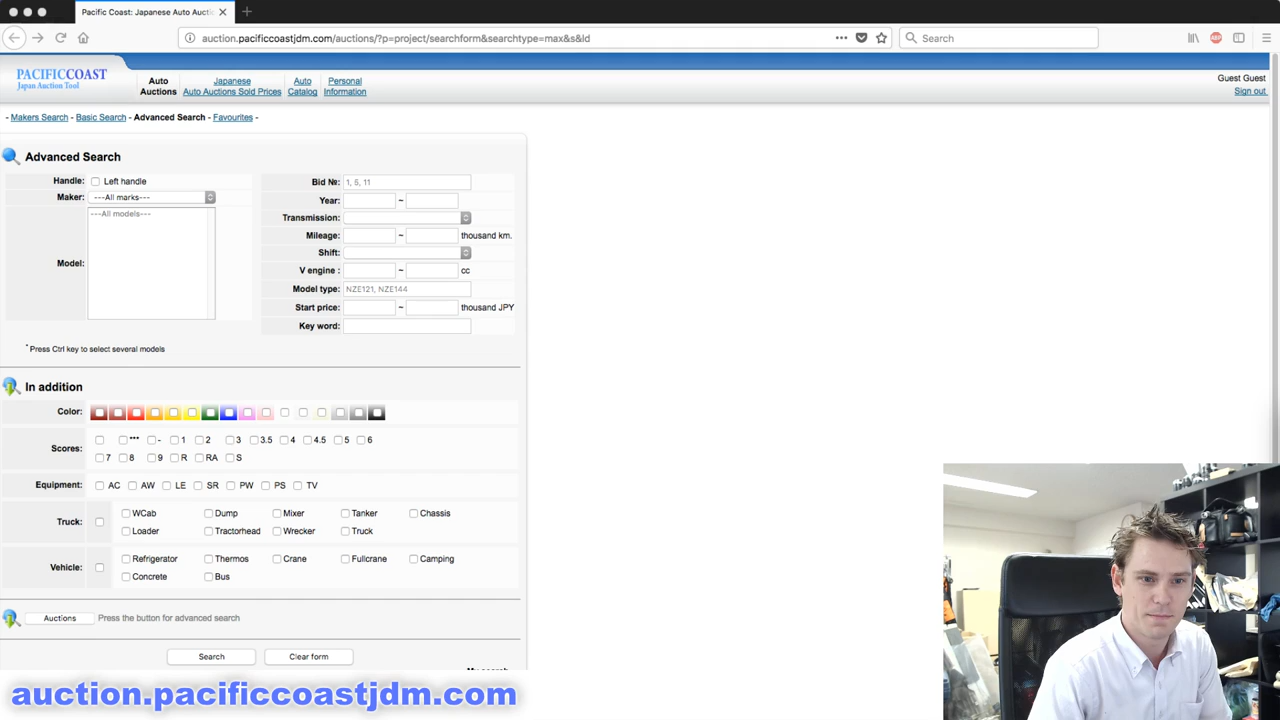 Pacific Coast: Japanese Auto Auctio
auction.pacificcoastjdm.com/auctions/?p=project/searchform&searchtype=max&s&ld
Search
PACIFICCOAST
Japan Auction Tool
Auto Auctions
Japanese Auto Auctions Sold Prices
Auto Catalog
Personal Information
Guest Guest
Sign out
- Makers Search - Basic Search - Advanced Search - Favourites -
Advanced Search
Handle: Left handle
Maker: ---All marks---
Model: ---All models---
* Press Ctrl key to select several models
Bid №: 1, 5, 11
Year: ~
Transmission:
Mileage: ~ thousand km.
Shift:
V engine : ~ cc
Model type: NZE121, NZE144
Start price: ~ thousand JPY
Key word:
In addition
Color:
Scores: *** - 1 2 3 3.5 4 4.5 5 6
7 8 9 R RA S
Equipment: AC AW LE SR PW PS TV
Truck: WCab Dump Mixer Tanker Chassis
Loader Tractorhead Wrecker Truck
Vehicle: Refrigerator Thermos Crane Fullcrane Camping
Concrete Bus
Auctions Press the button for advanced search
Search Clear form
auction.pacificcoastjdm.com